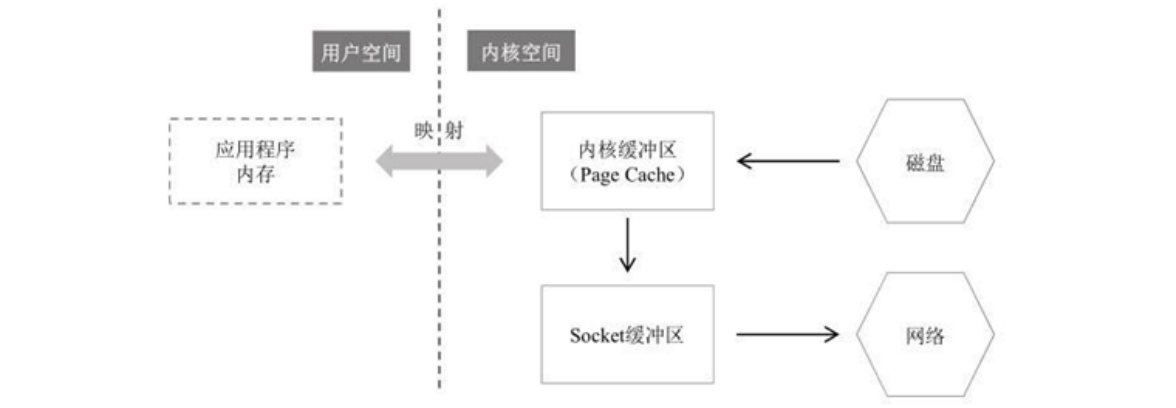 用户空间
内核空间
映射
应用程序
内存
内核缓冲区
（Page Cache）
磁盘
Socket缓冲区
网络